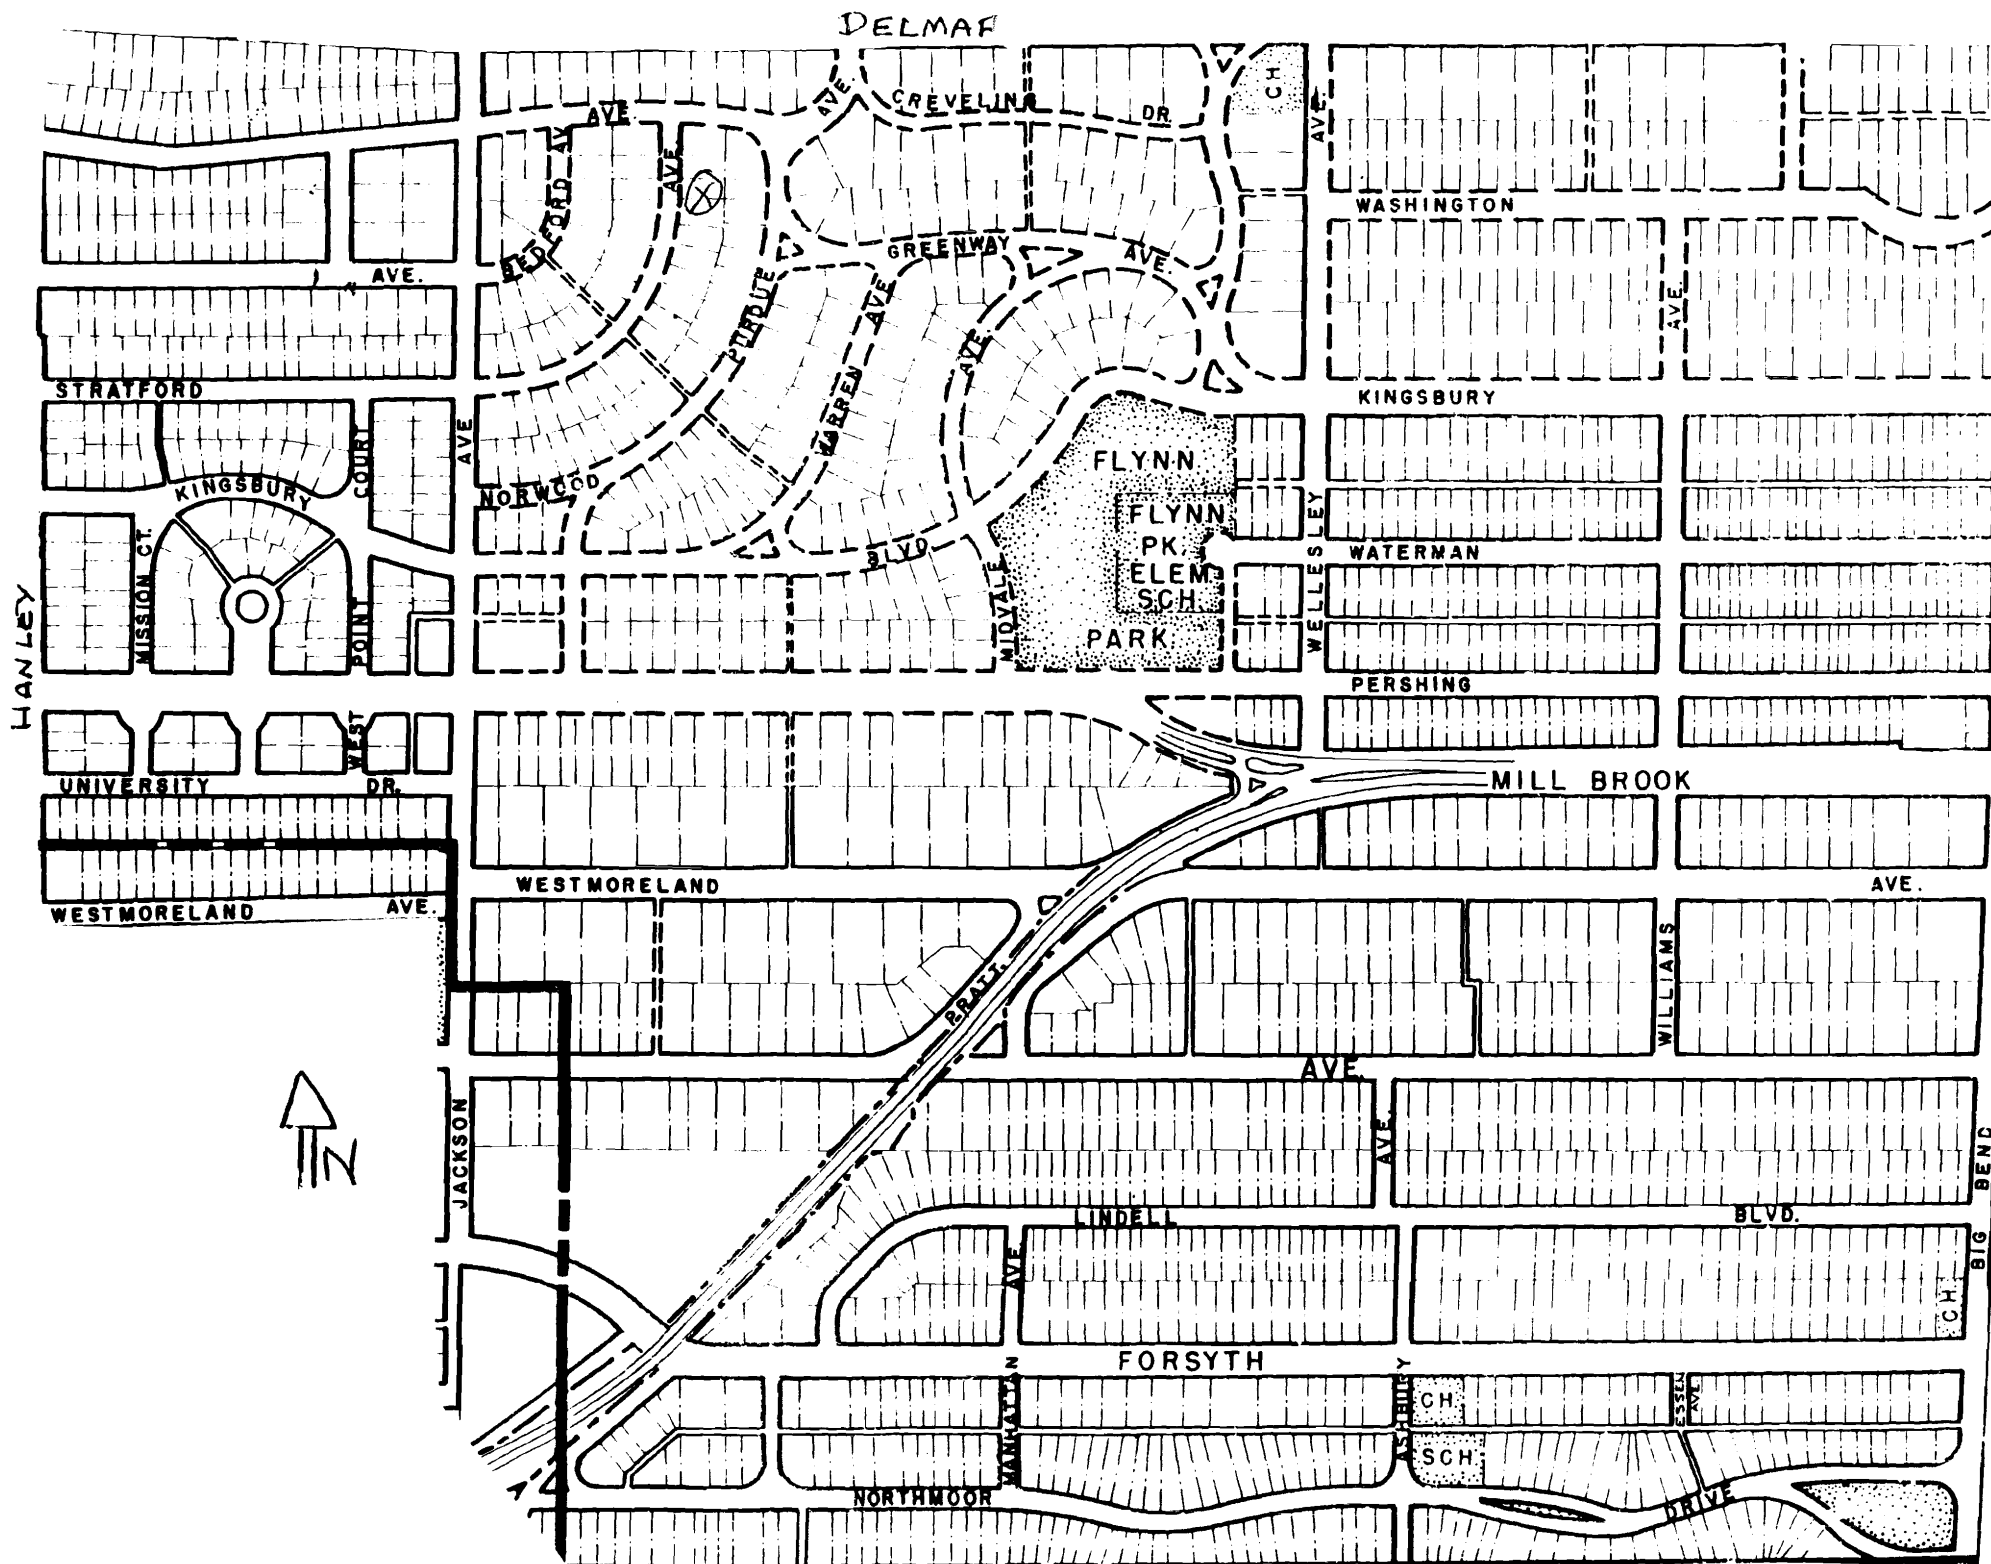 DELMAR
CREVELING
DR.
AVE.
CH
AVE.
AVE.
BEDFORD AV
AVE
WASHINGTON
GREENWAY
AVE.
AVE.
PURDUE
WARREN AVE.
AVE.
AVE.
STRATFORD
KINGSBURY
COURT
AVE
FLYNN
NORWOOD
KINGSBURY
FLYNN
PK.
ELEM
SCH.
WATERMAN
WELLESLEY
MISSION CT.
BLVD
MIDVALE
HANLEY
POINT
PARK
PERSHING
WEST
UNIVERSITY
DR.
MILL BROOK
WESTMORELAND
AVE.
WESTMORELAND
AVE.
WILLIAMS
PRATT
AVE.
N
JACKSON
AVE.
BIG BEND
LINDELL
BLVD.
AVE.
CH.
FORSYTH
MANHATTAN
ASHBURY
CH.
ESSEX
AVE.
SCH.
NORTHMOOR
DRIVE